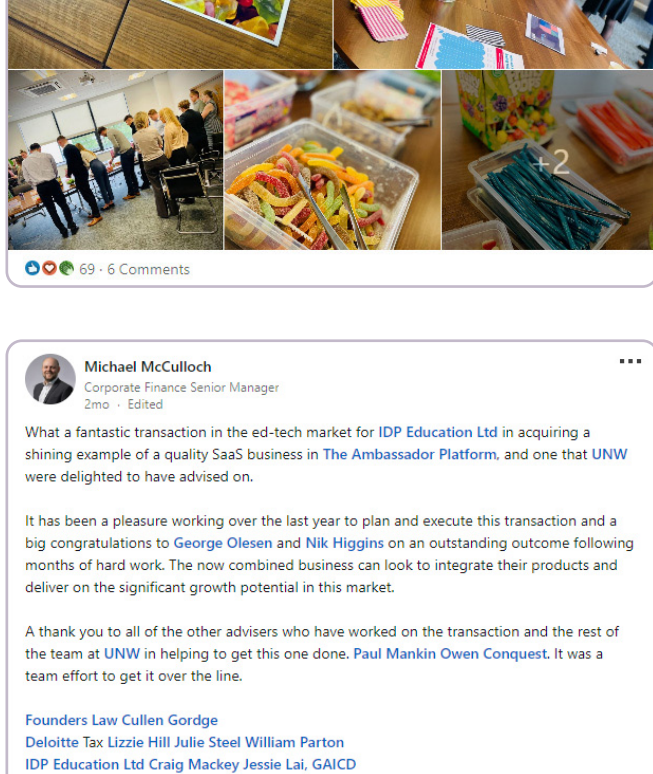 +2
69 · 6 Comments
Michael McCulloch
Corporate Finance Senior Manager
2mo · Edited
What a fantastic transaction in the ed-tech market for IDP Education Ltd in acquiring a
shining example of a quality SaaS business in The Ambassador Platform, and one that UNW
were delighted to have advised on.
It has been a pleasure working over the last year to plan and execute this transaction and a
big congratulations to George Olesen and Nik Higgins on an outstanding outcome following
months of hard work. The now combined business can look to integrate their products and
deliver on the significant growth potential in this market.
A thank you to all of the other advisers who have worked on the transaction and the rest of
the team at UNW in helping to get this one done. Paul Mankin Owen Conquest. It was a
team effort to get it over the line.
Founders Law Cullen Gordge
Deloitte Tax Lizzie Hill Julie Steel William Parton
IDP Education Ltd Craig Mackey Jessie Lai, GAICD